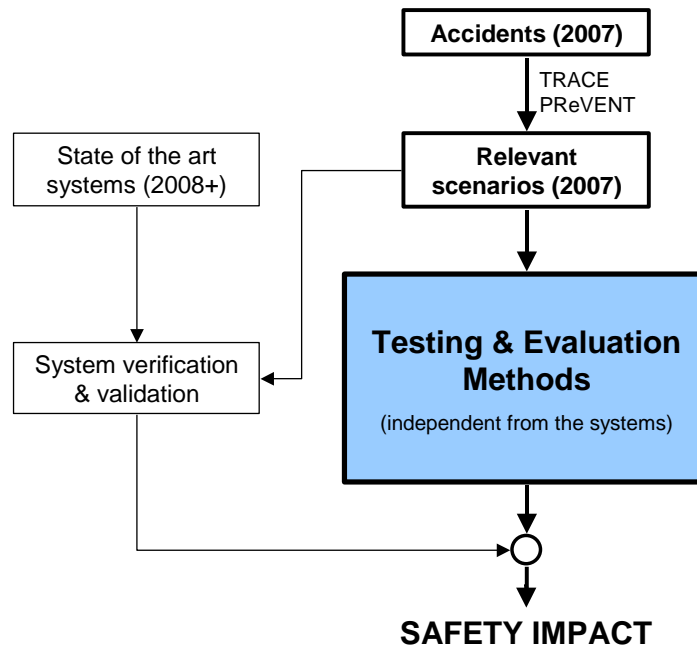 Accidents (2007)
TRACE
PReVENT
State of the art
systems (2008+)
Relevant
scenarios (2007)
Testing & Evaluation
Methods
(independent from the systems)
System verification
& validation
SAFETY IMPACT